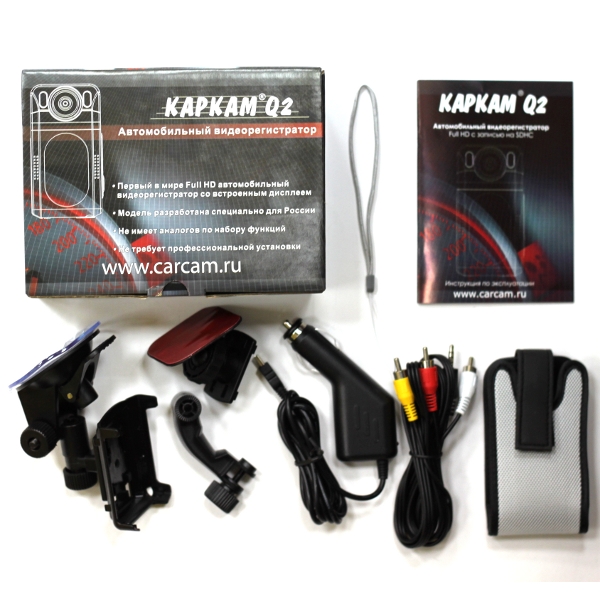 КАРКАМ® Q2
Автомобильный видеорегистратор
• Первый в мире Full HD автомобильный
видеорегистратор со встроенным дисплеем
• Модель разработана специально для России
• Не имеет аналогов по набору функций
• Не требует профессиональной установки
www.carcam.ru
КАРКАМ® Q2
Автомобильный видеорегистратор
Full HD с записью на SDHC
Инструкция по эксплуатации
www.carcam.ru